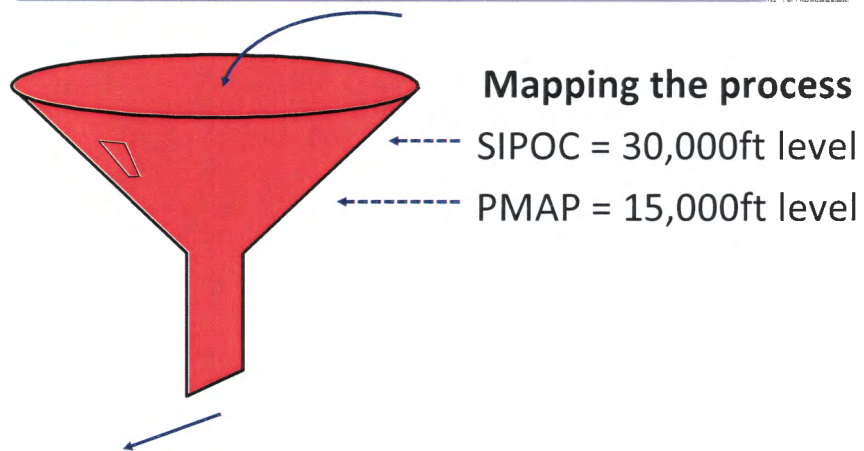 Mapping the process
SIPOC = 30,000ft level
PMAP = 15,000ft level